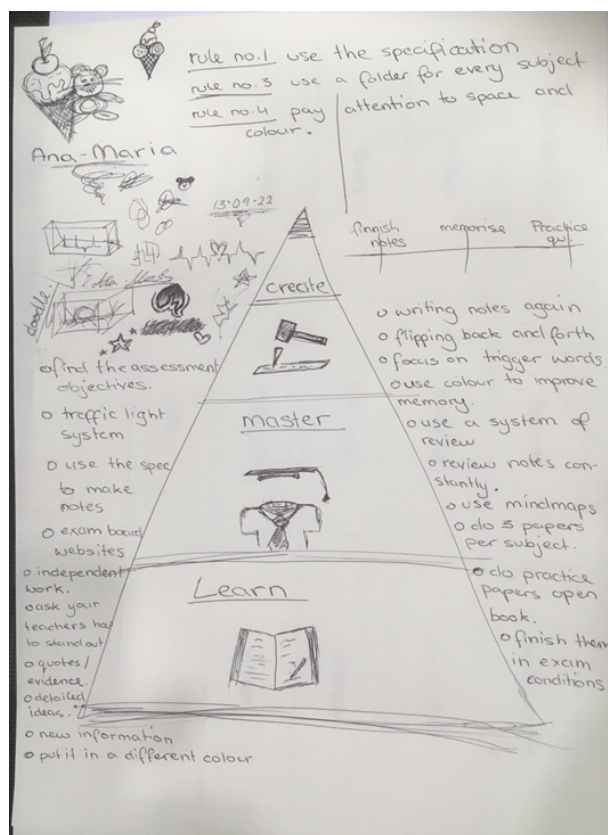 rule no.1 use the specification
rule no.3 use a folder for every subject
rule no.4 pay attention to space and
colour.
Ana-Maria
13.09.22
doodle.
finnish notes
memorise
Practice qu.
create
master
Learn
o find the assessment
objectives.
o traffic light
system
o use the spec
to make
notes
o exam board
websites
o independent
work.
o ask your
teachers ho
to stand out
o quotes/
evidence.
o detailed
ideas.
o new information
o put it in a different colour
o writing notes again
o flipping back and forth
o focus on trigger words.
o use colour to improve
memory.
o use a system of
review
o review notes con-
stantly.
o use mindmaps
o do 5 papers
per subject.
o do practice
papers open
book.
o finish them
in exam
conditions